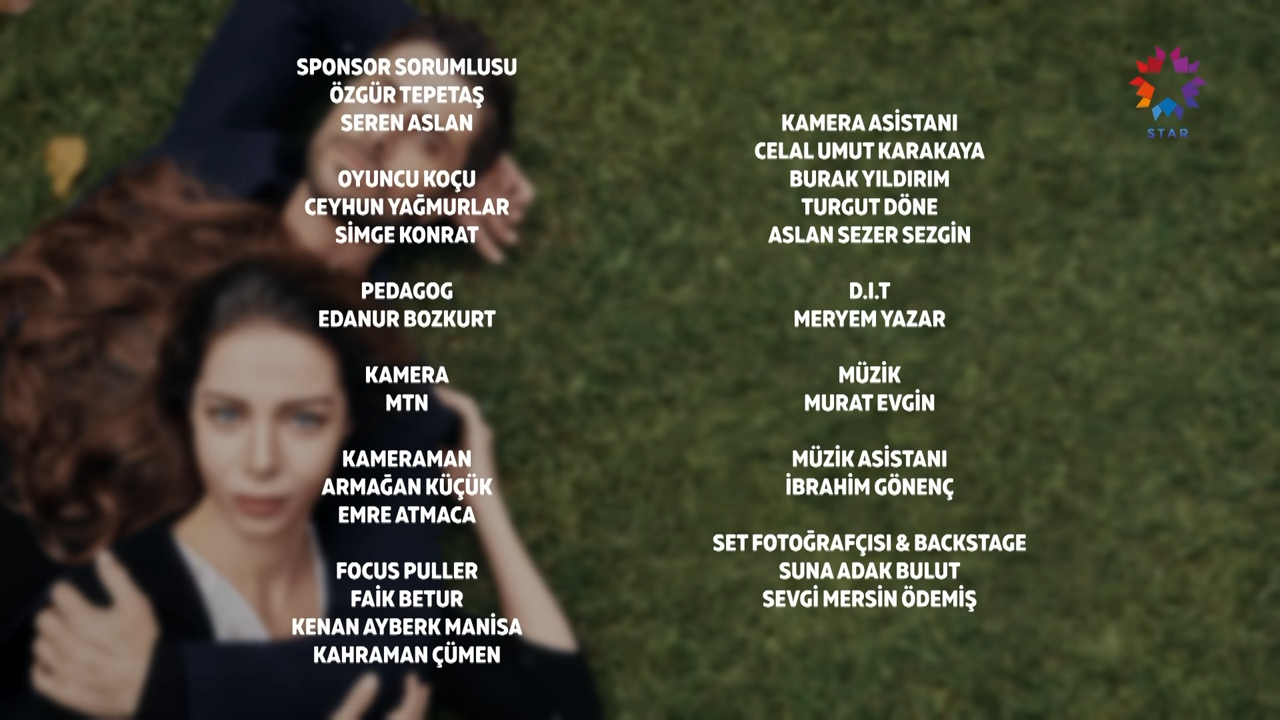 SPONSOR SORUMLUSU
ÖZGÜR TEPETAŞ
SEREN ASLAN
OYUNCU KOÇU
CEYHUN YAĞMURLAR
SİMGE KONRAT
PEDAGOG
EDANUR BOZKURT
KAMERA
MTN
KAMERAMAN
ARMAĞAN KÜÇÜK
EMRE ATMACA
FOCUS PULLER
FAİK BETUR
KENAN AYBERK MANİSA
KAHRAMAN ÇÜMEN
KAMERA ASİSTANI
CELAL UMUT KARAKAYA
BURAK YILDIRIM
TURGUT DÖNE
ASLAN SEZER SEZGİN
D.I.T
MERYEM YAZAR
MÜZİK
MURAT EVGİN
MÜZİK ASİSTANI
İBRAHİM GÖNENÇ
SET FOTOĞRAFÇISI & BACKSTAGE
SUNA ADAK BULUT
SEVGİ MERSİN ÖDEMİŞ
STAR